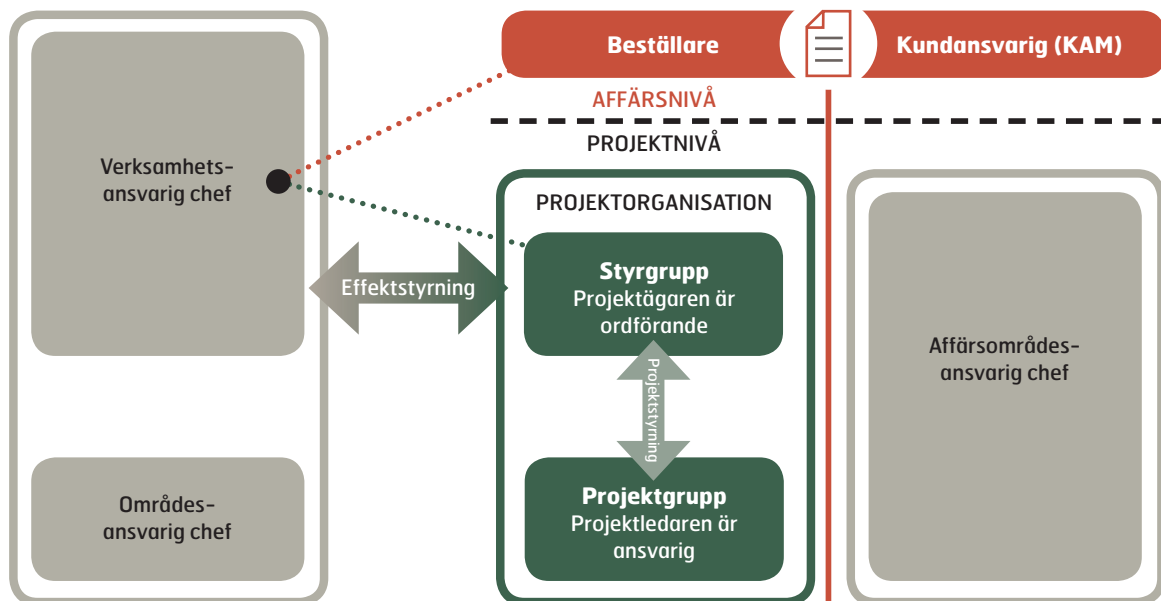 Beställare
Kundansvarig (KAM)
AFFÄRSNIVÅ
PROJEKTNIVÅ
Verksamhets-
ansvarig chef
PROJEKTORGANISATION
Styrgrupp
Projektägaren är
ordförande
Effektstyrning
Affärsområdes-
ansvarig chef
Projektstyrning
Områdes-
ansvarig chef
Projektgrupp
Projektledaren är
ansvarig